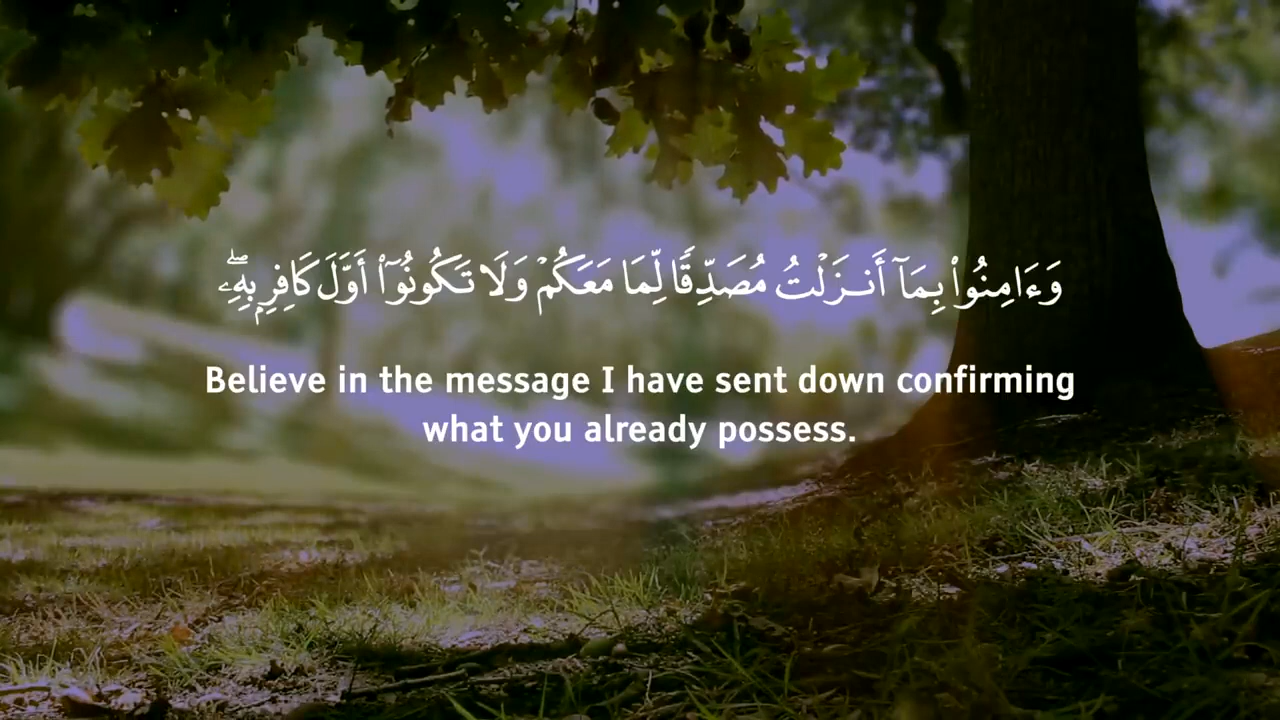 وَءَامِنُوا۟ بِمَآ أَنزَلْتُ مُصَدِّقًا لِّمَا مَعَكُمْ وَلَا تَكُونُوٓا۟ أَوَّلَ كَافِرٍۭ بِهِۦ ۖ
Believe in the message I have sent down confirming
what you already possess.